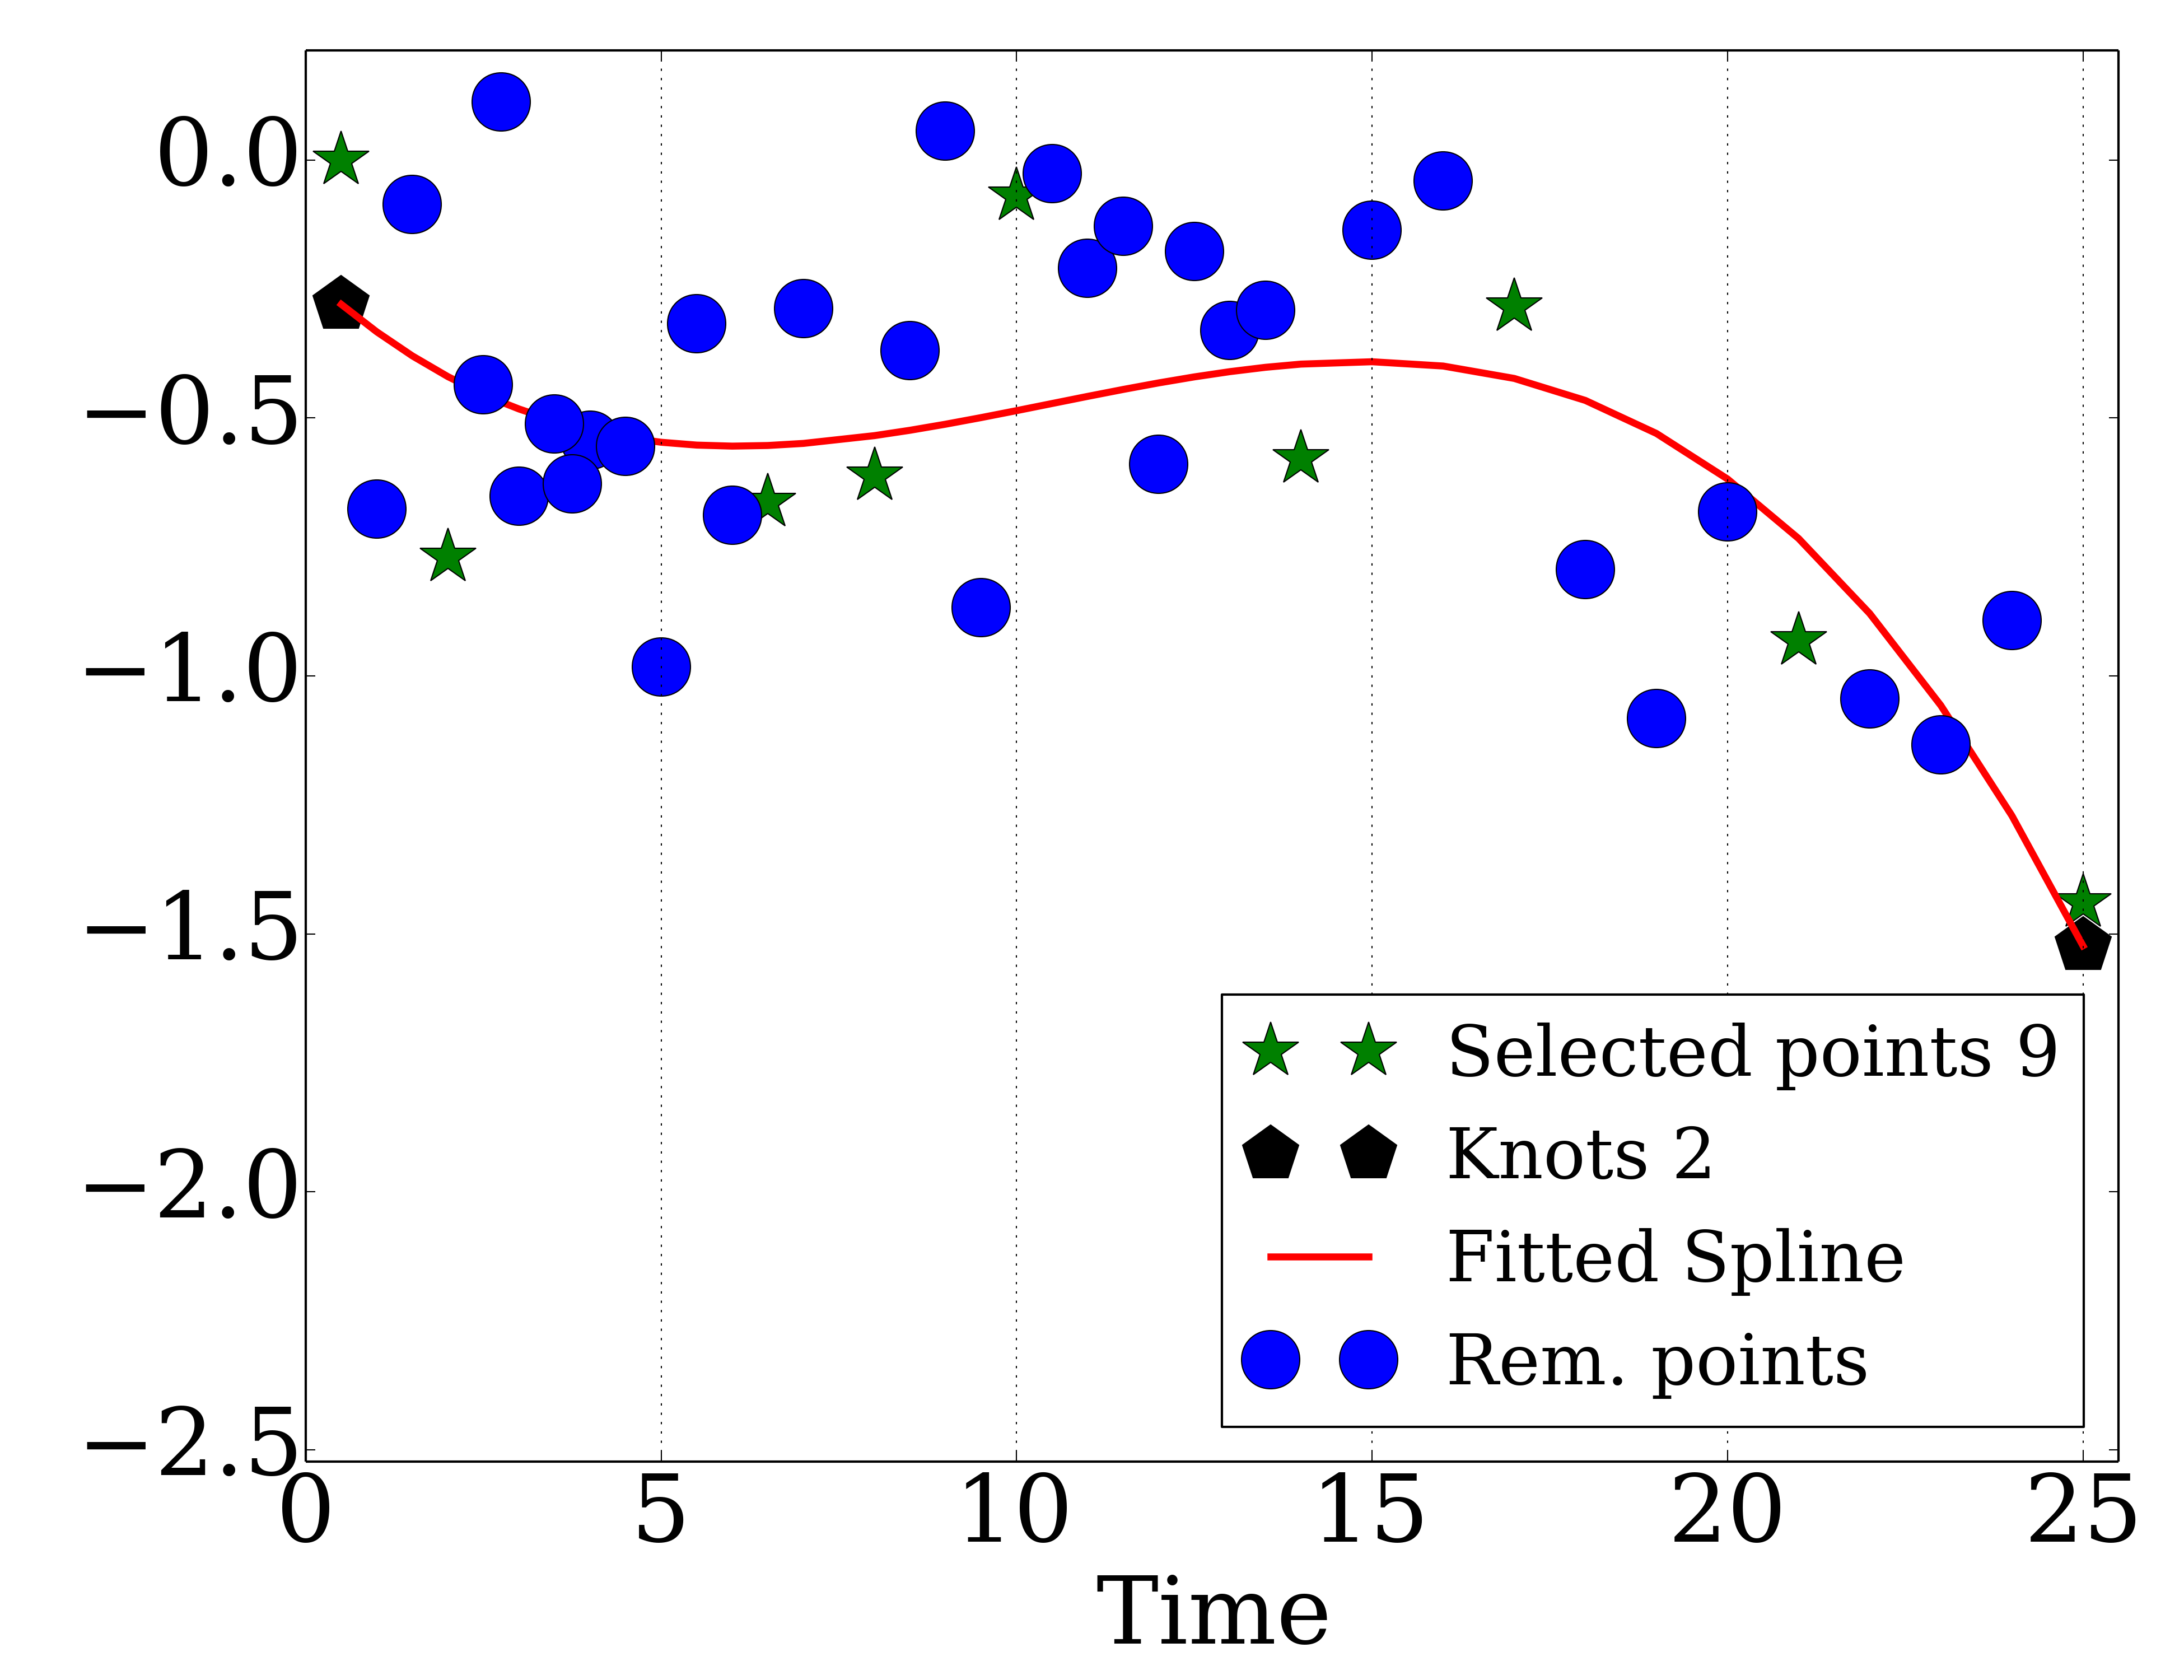 0.0
−0.5
−1.0
−1.5
−2.0
−2.5
0 5 10 15 20 25
Time
Selected points 9
Knots 2
Fitted Spline
Rem. points